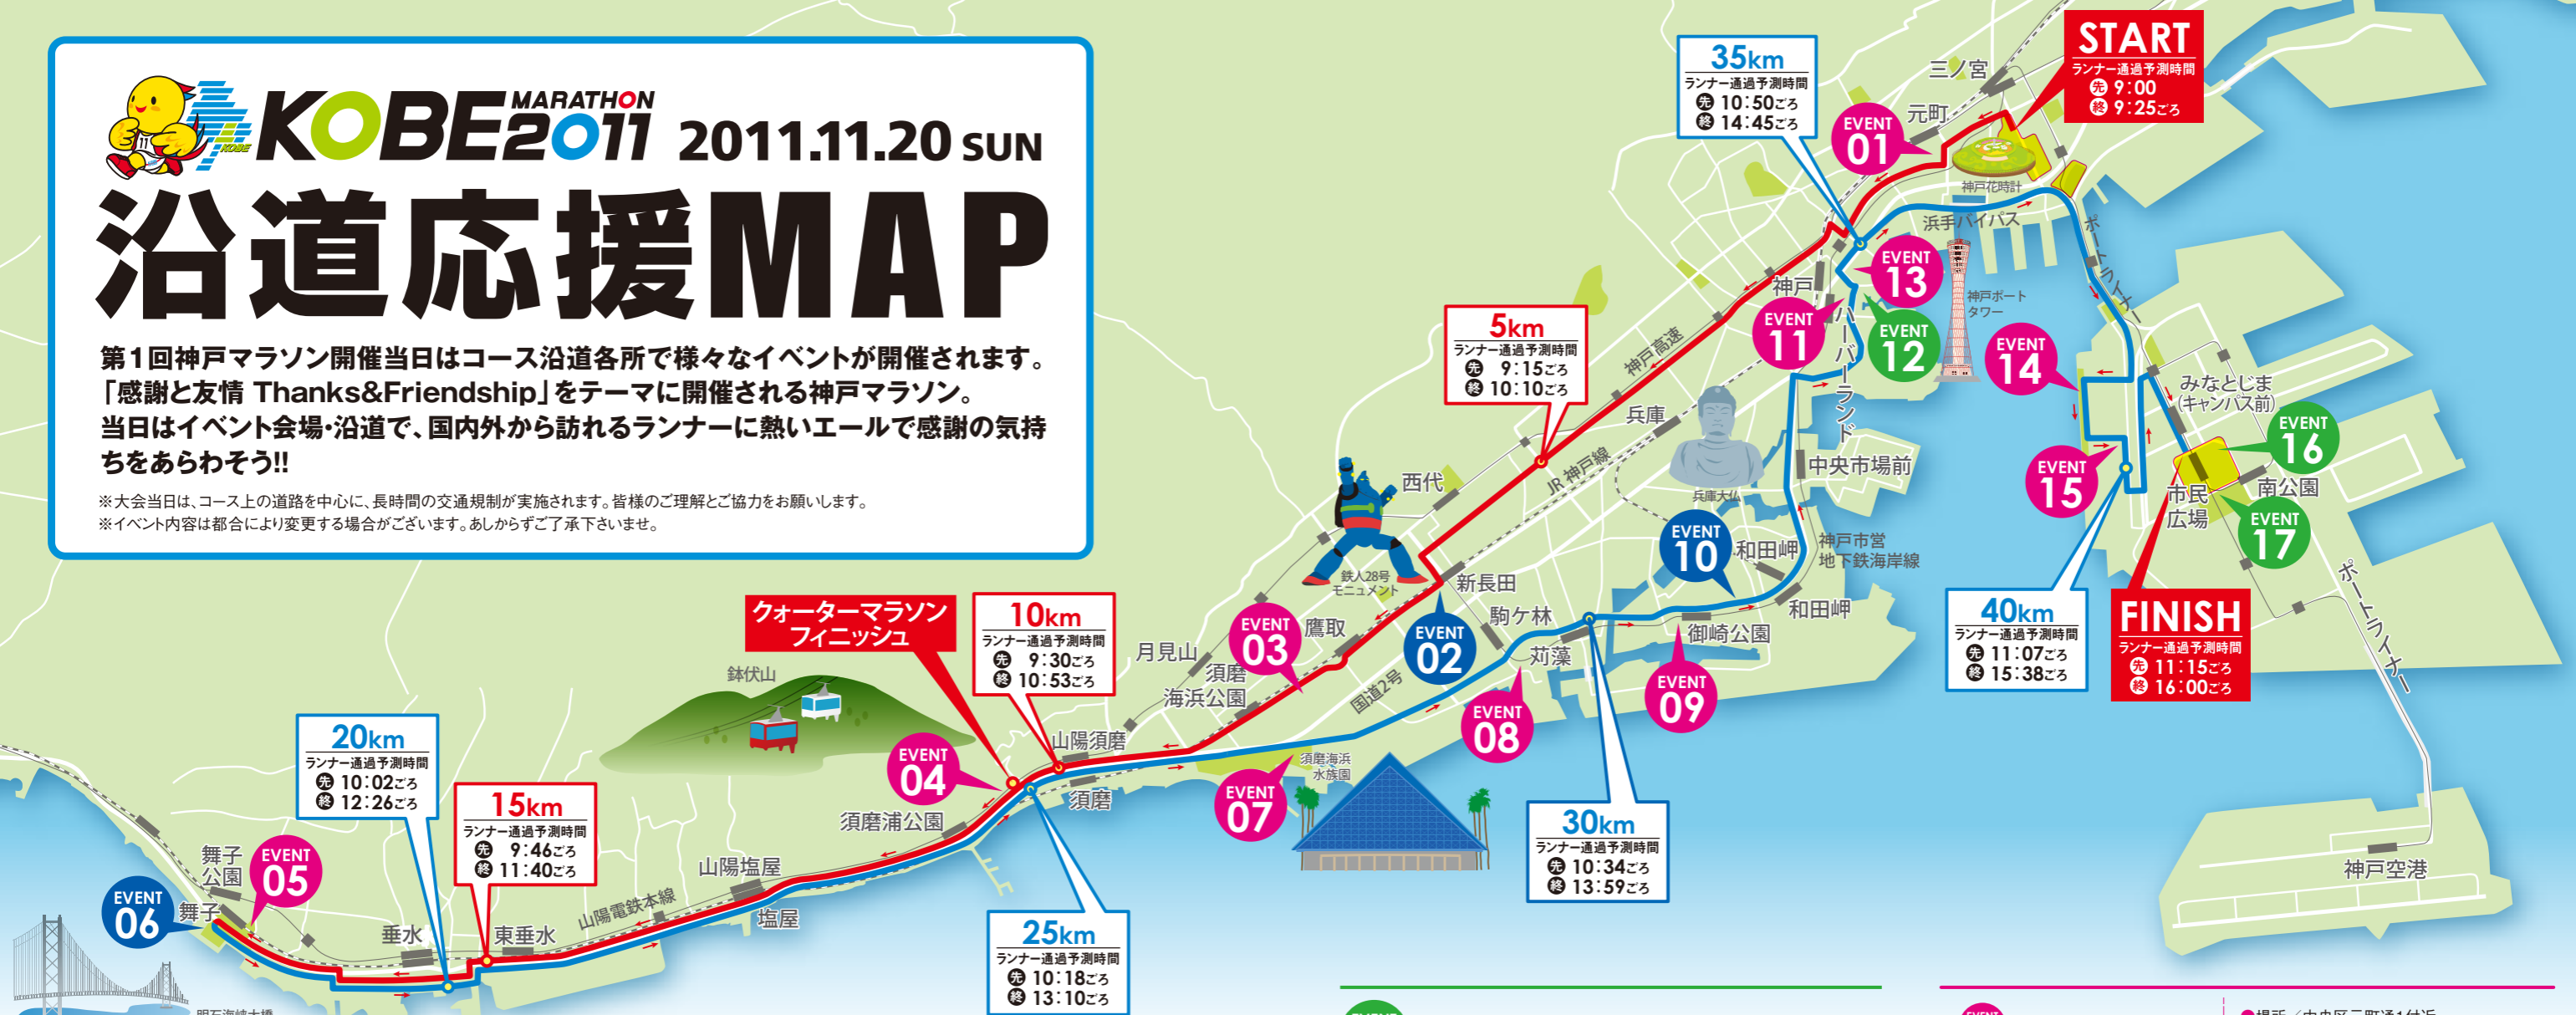 KOBE MARATHON 2011 2011.11.20 SUN
沿道応援MAP
第1回神戸マラソン開催当日はコース沿道各所で様々なイベントが開催されます。
「感謝と友情 Thanks&Friendship」をテーマに開催される神戸マラソン。
当日はイベント会場・沿道で、国内外から訪れるランナーに熱いエールで感謝の気持
ちをあらわそう!!
※大会当日は、コース上の道路を中心に、長時間の交通規制が実施されます。皆様のご理解とご協力をお願いします。
※イベント内容は都合により変更する場合がございます。あしからずご了承下さいませ。
START
ランナー通過予測時間
先 9:00
終 9:25ごろ
35km
ランナー通過予測時間
先 10:50ごろ
終 14:45ごろ
三ノ宮
元町
EVENT
01
神戸花時計
浜手バイパス
ポートライナー
EVENT
13
神戸
神戸ポート
タワー
EVENT
11
EVENT
12
ハーバーランド
EVENT
14
5km
ランナー通過予測時間
先 9:15ごろ
終 10:10ごろ
神戸高速
兵庫
JR 神戸線
西代
兵庫大仏
中央市場前
みなとじま
(キャンパス前)
EVENT
16
EVENT
15
市民
広場
南公園
EVENT
17
EVENT
10
和田岬
神戸市営
地下鉄海岸線
和田岬
鉄人28号
モニュメント
新長田
駒ケ林
苅藻
御崎公園
40km
ランナー通過予測時間
先 11:07ごろ
終 15:38ごろ
FINISH
ランナー通過予測時間
先 11:15ごろ
終 16:00ごろ
ポートライナー
神戸空港
クォーターマラソン
フィニッシュ
10km
ランナー通過予測時間
先 9:30ごろ
終 10:53ごろ
月見山
須磨
海浜公園
EVENT
03
鷹取
EVENT
02
国道2号
EVENT
08
EVENT
09
鉢伏山
EVENT
04
山陽須磨
須磨
須磨浦公園
EVENT
07
須磨海浜
水族園
30km
ランナー通過予測時間
先 10:34ごろ
終 13:59ごろ
20km
ランナー通過予測時間
先 10:02ごろ
終 12:26ごろ
15km
ランナー通過予測時間
先 9:46ごろ
終 11:40ごろ
舞子
公園
EVENT
05
EVENT
06
舞子
垂水
東垂水
山陽電鉄本線
山陽塩屋
塩屋
25km
ランナー通過予測時間
先 10:18ごろ
終 13:10ごろ
EVENT